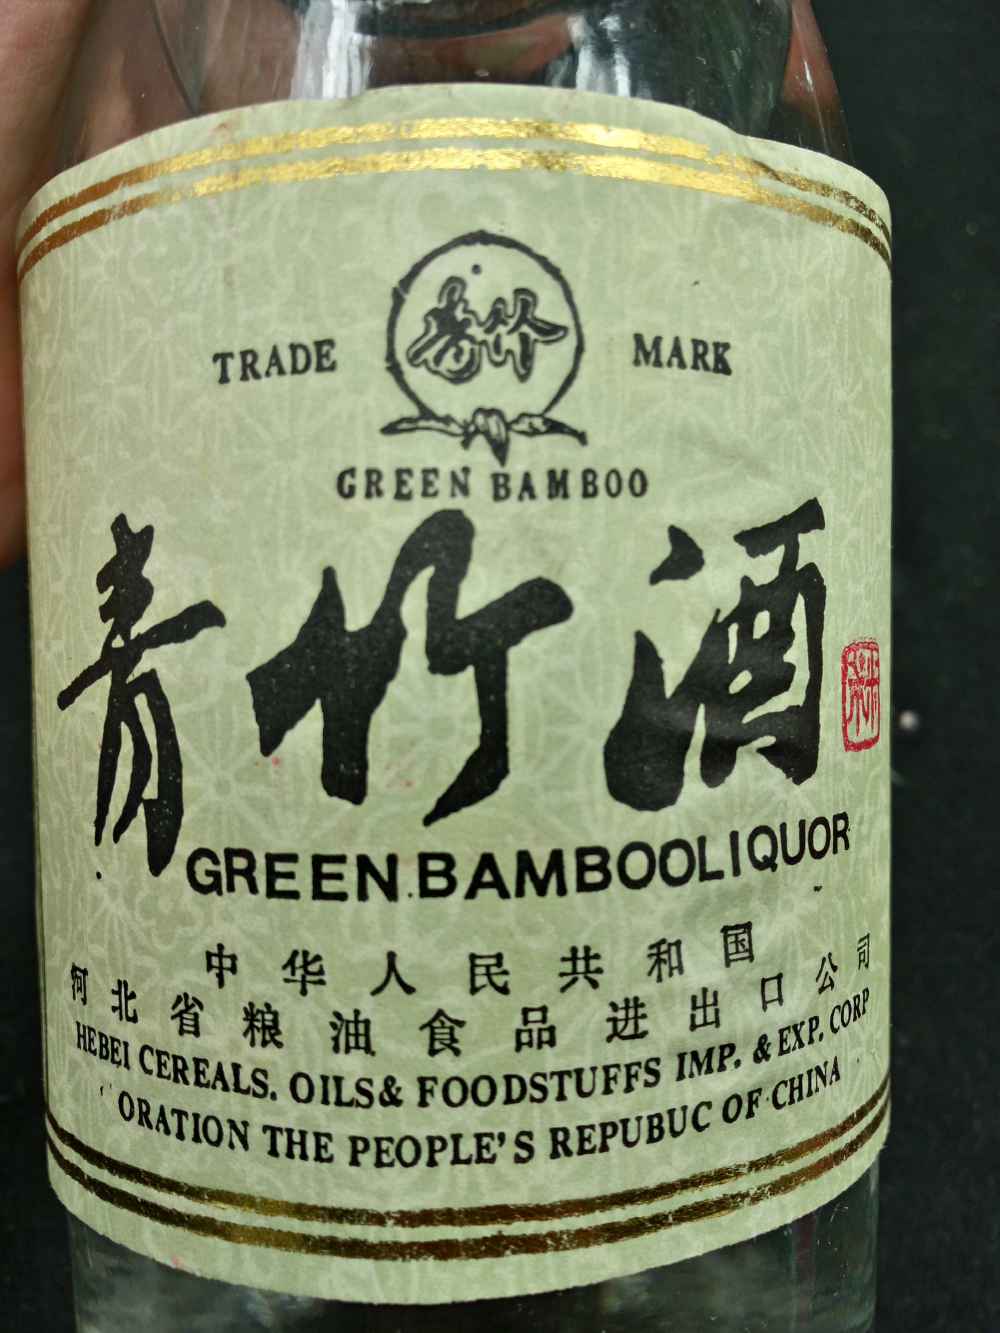 青竹
TRADE MARK
GREEN BAMBOO
青竹酒
GREEN.BAMBOOLIQUOR
中华人民共和国
河北省粮油食品进出口公司
HEBEI CEREALS. OILS& FOODSTUFFS IMP. & EXP. CORP
ORATION THE PEOPLE'S REPUBUC OF CHINA